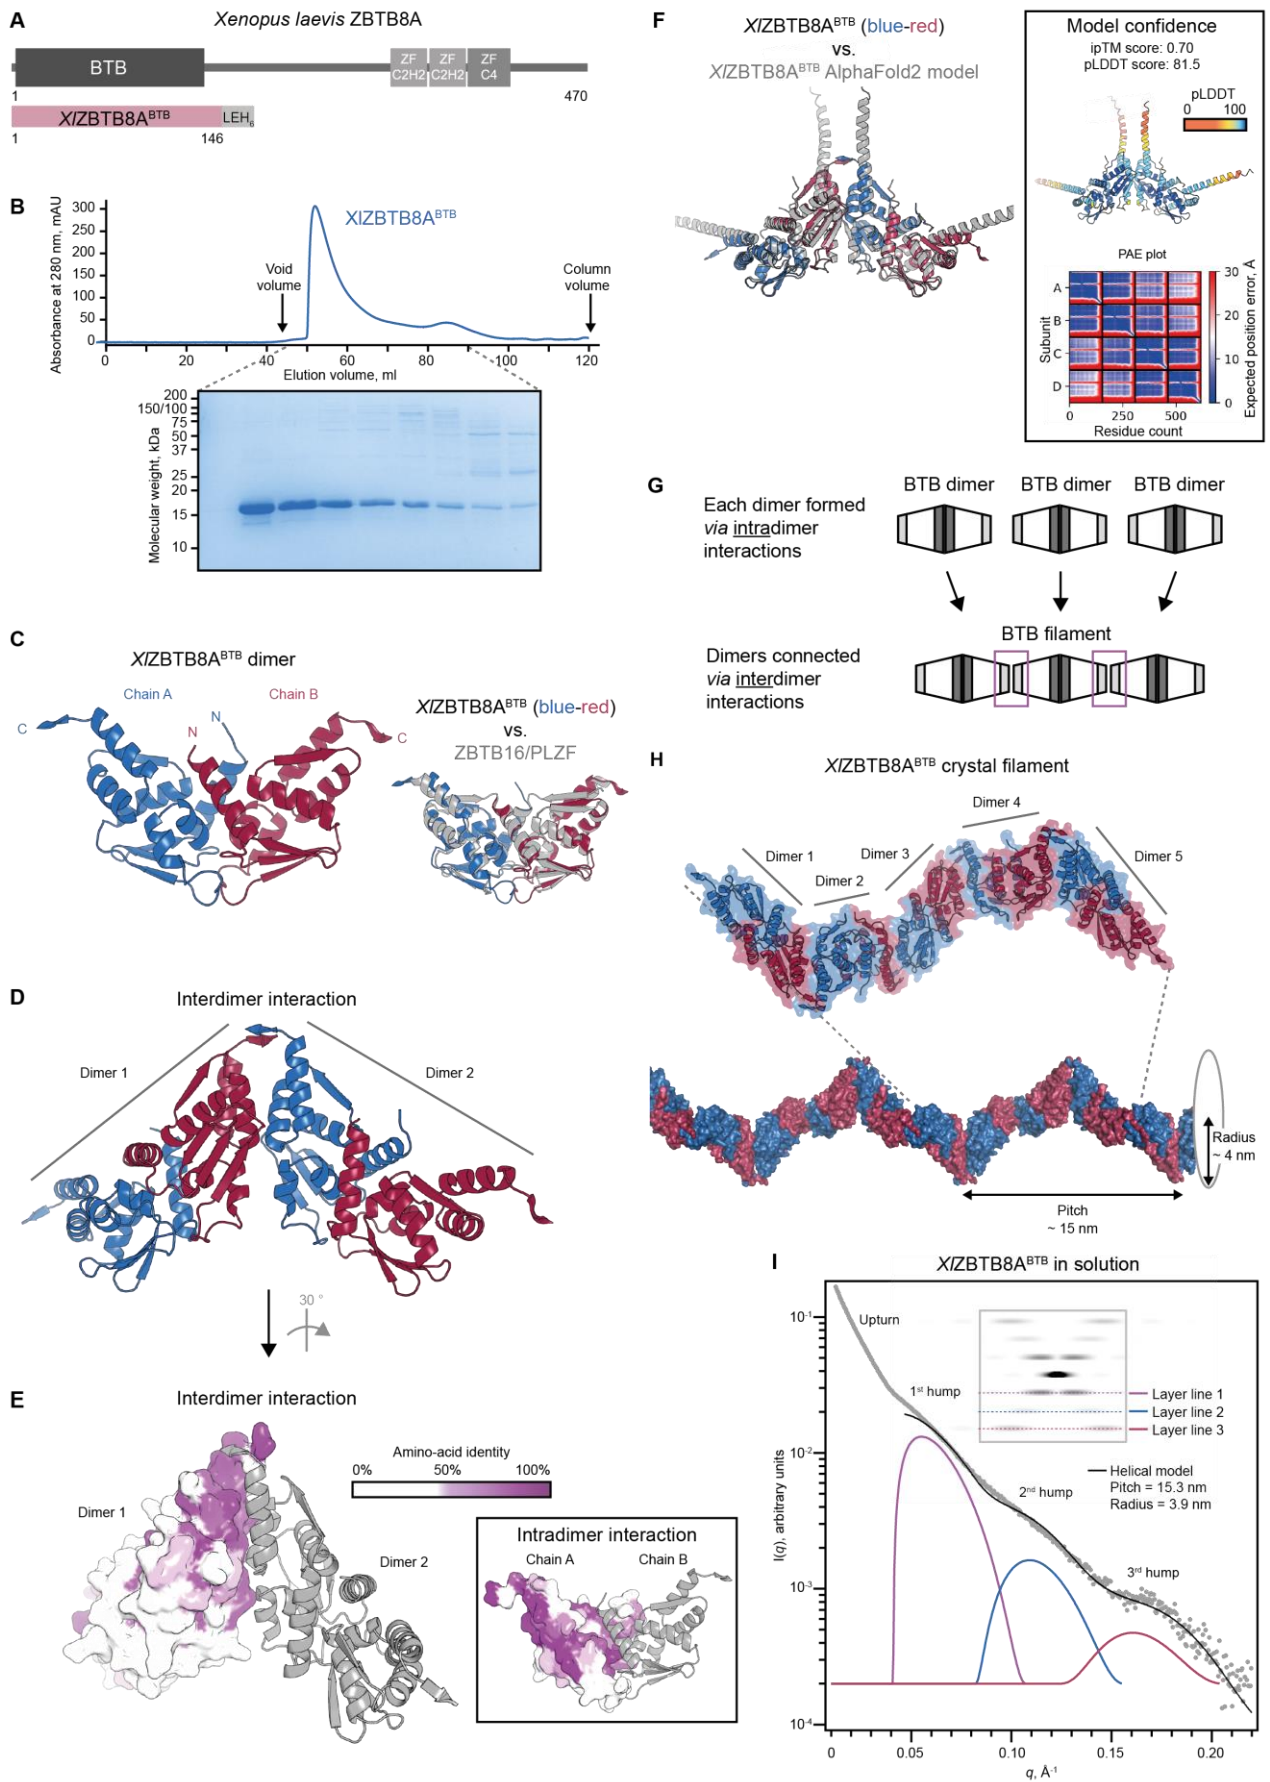 A
Xenopus laevis ZBTB8A
BTB
ZF
C2H2
ZF
C2H2
ZF
C4
1
470
XlZBTB8A^BTB
LEH₆
1
146
B
Absorbance at 280 nm, mAU
300
250
200
150
100
50
0
XlZBTB8A^BTB
Void
volume
Column
volume
0
20
40
60
80
100
120
Elution volume, ml
Molecular weight, kDa
200
150/100
75
50
37
25
20
15
10
C
XlZBTB8A^BTB dimer
Chain A
Chain B
N
N
C
C
XlZBTB8A^BTB (blue-red)
vs.
ZBTB16/PLZF
D
Interdimer interaction
Dimer 1
Dimer 2
30 °
E
Interdimer interaction
Amino-acid identity
0%
50%
100%
Dimer 1
Dimer 2
Intradimer interaction
Chain A
Chain B
F
XlZBTB8A^BTB (blue-red)
vs.
XlZBTB8A^BTB AlphaFold2 model
Model confidence
ipTM score: 0.70
pLDDT score: 81.5
pLDDT
0
100
PAE plot
Subunit
A
B
C
D
0
250
500
Residue count
30
20
10
0
Expected position error, Å
G
Each dimer formed
via intradimer
interactions
BTB dimer
BTB dimer
BTB dimer
BTB filament
Dimers connected
via interdimer
interactions
H
XlZBTB8A^BTB crystal filament
Dimer 1
Dimer 2
Dimer 3
Dimer 4
Dimer 5
Radius
~ 4 nm
Pitch
~ 15 nm
I
XlZBTB8A^BTB in solution
I(q), arbitrary units
10⁻¹
10⁻²
10⁻³
10⁻⁴
Upturn
1st hump
2nd hump
3rd hump
Layer line 1
Layer line 2
Layer line 3
Helical model
Pitch = 15.3 nm
Radius = 3.9 nm
0
0.05
0.10
0.15
0.20
q, Å⁻¹